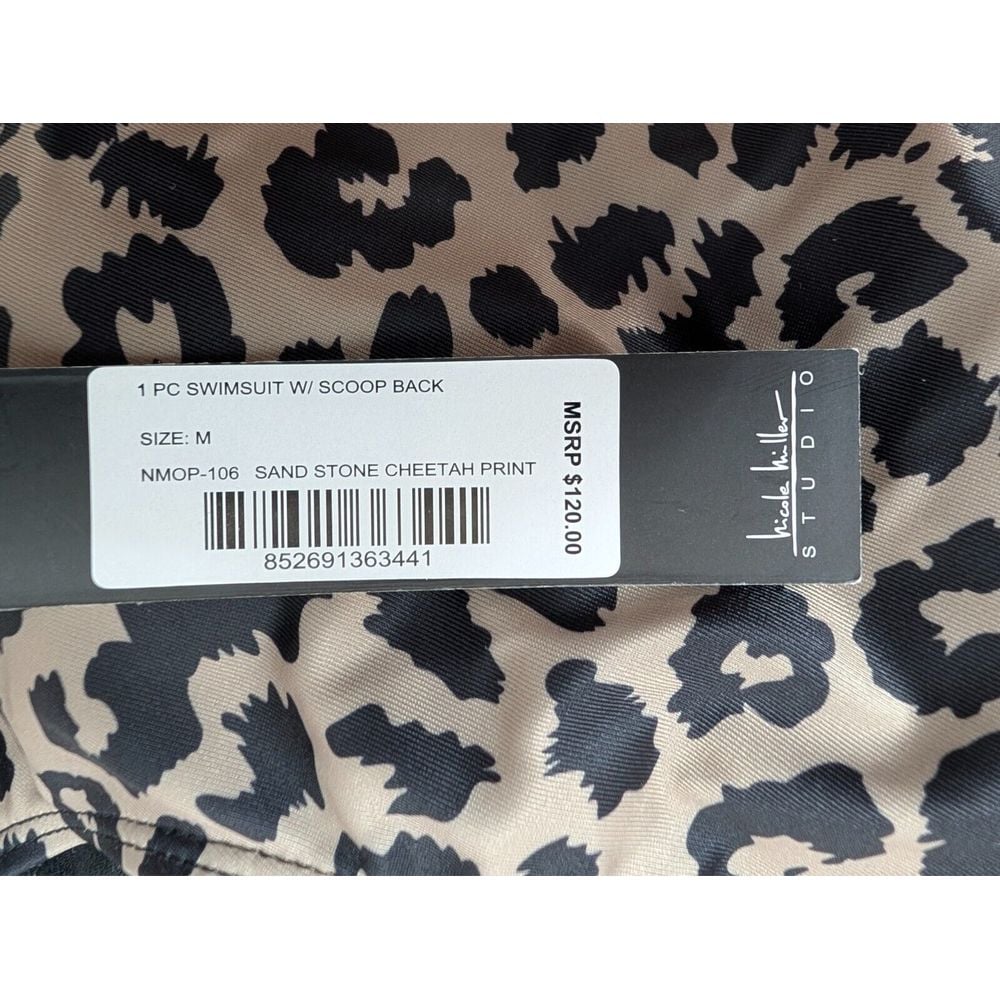 1 PC SWIMSUIT W/ SCOOP BACK
SIZE: M
NMOP-106 SAND STONE CHEETAH PRINT
852691363441
MSRP $120.00
nicole miller
STUDIO